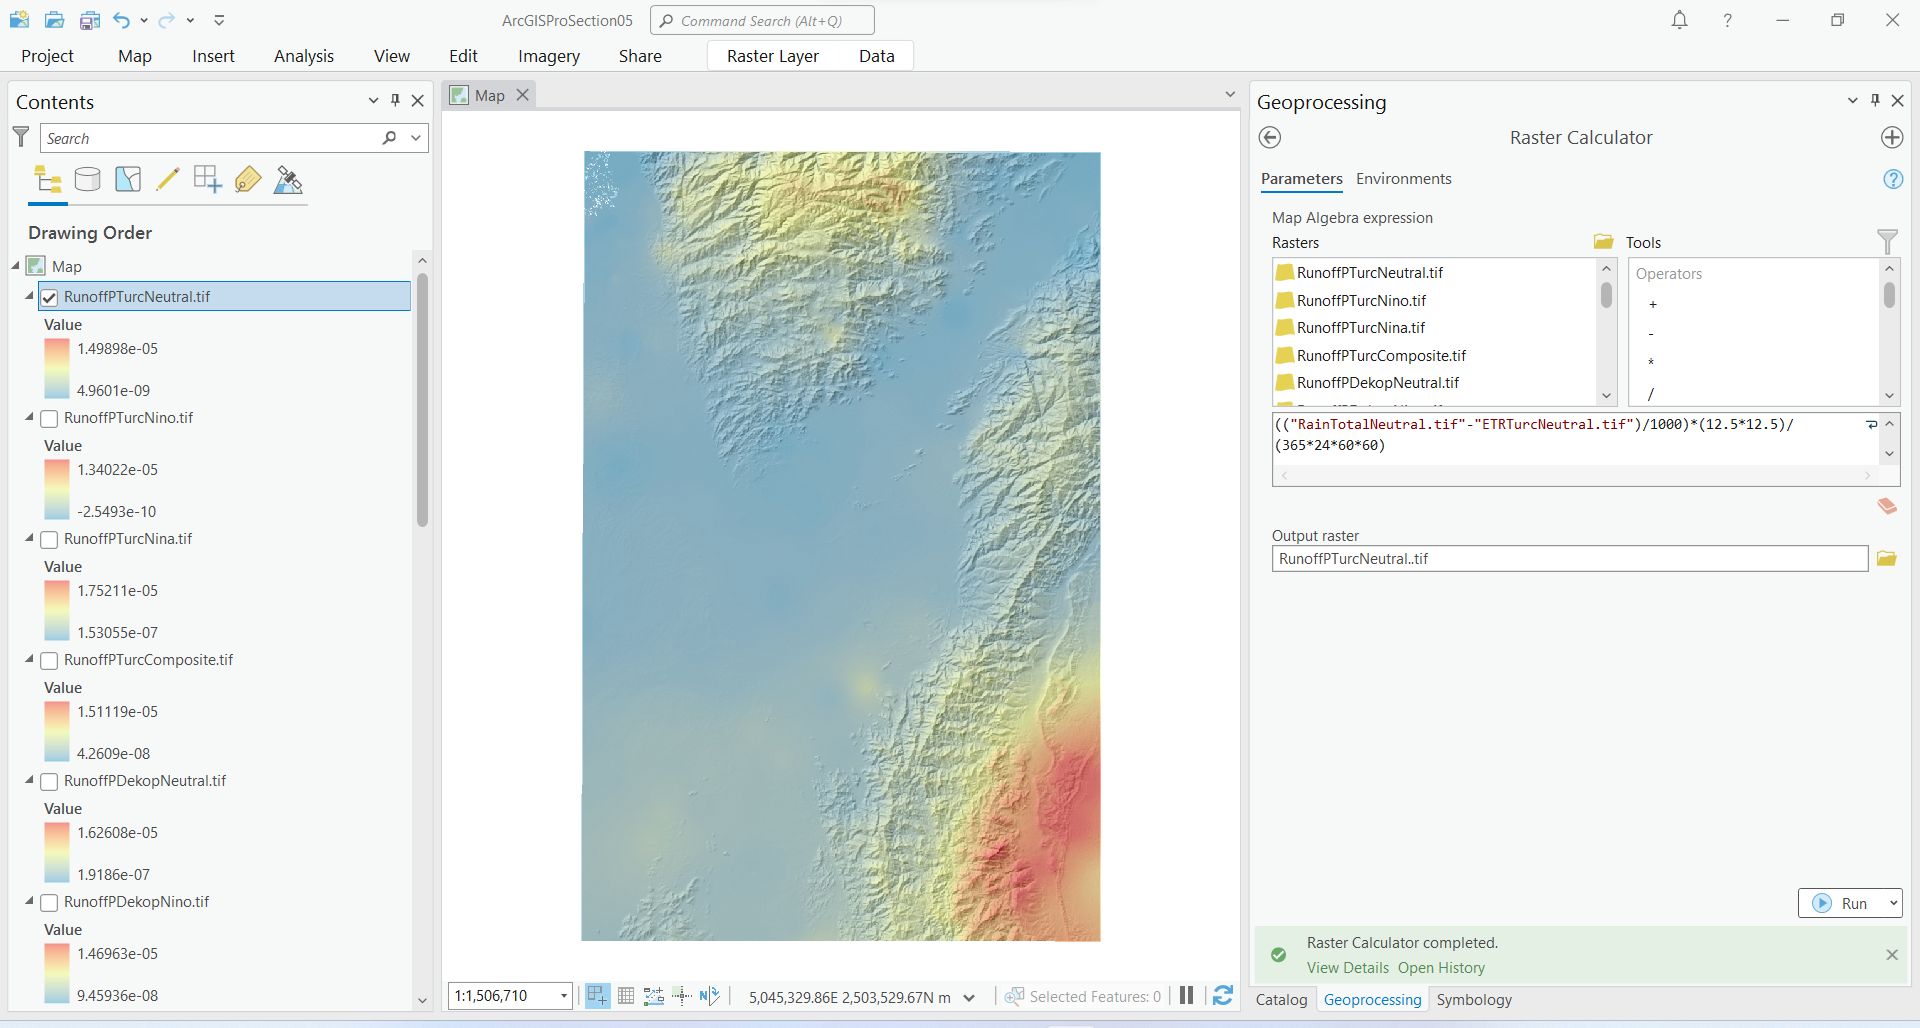 ArcGISProSection05
Command Search (Alt+Q)
?
Project
Map
Insert
Analysis
View
Edit
Imagery
Share
Raster Layer
Data
Contents
Search
Drawing Order
Map
RunoffPTurcNeutral.tif
Value
1.49898e-05
4.9601e-09
RunoffPTurcNino.tif
Value
1.34022e-05
-2.5493e-10
RunoffPTurcNina.tif
Value
1.75211e-05
1.53055e-07
RunoffPTurcComposite.tif
Value
1.51119e-05
4.2609e-08
RunoffPDekopNeutral.tif
Value
1.62608e-05
1.9186e-07
RunoffPDekopNino.tif
Value
1.46963e-05
9.45936e-08
Map
1:1,506,710
N
5,045,329.86E 2,503,529.67N m
Selected Features: 0
Geoprocessing
Raster Calculator
Parameters
Environments
?
Map Algebra expression
Rasters
Tools
RunoffPTurcNeutral.tif
RunoffPTurcNino.tif
RunoffPTurcNina.tif
RunoffPTurcComposite.tif
RunoffPDekopNeutral.tif
Operators
+
-
*
/
(("RainTotalNeutral.tif"-"ETRTurcNeutral.tif")/1000)*(12.5*12.5)/
(365*24*60*60)
Output raster
RunoffPTurcNeutral..tif
Run
Raster Calculator completed.
View Details Open History
Catalog
Geoprocessing
Symbology